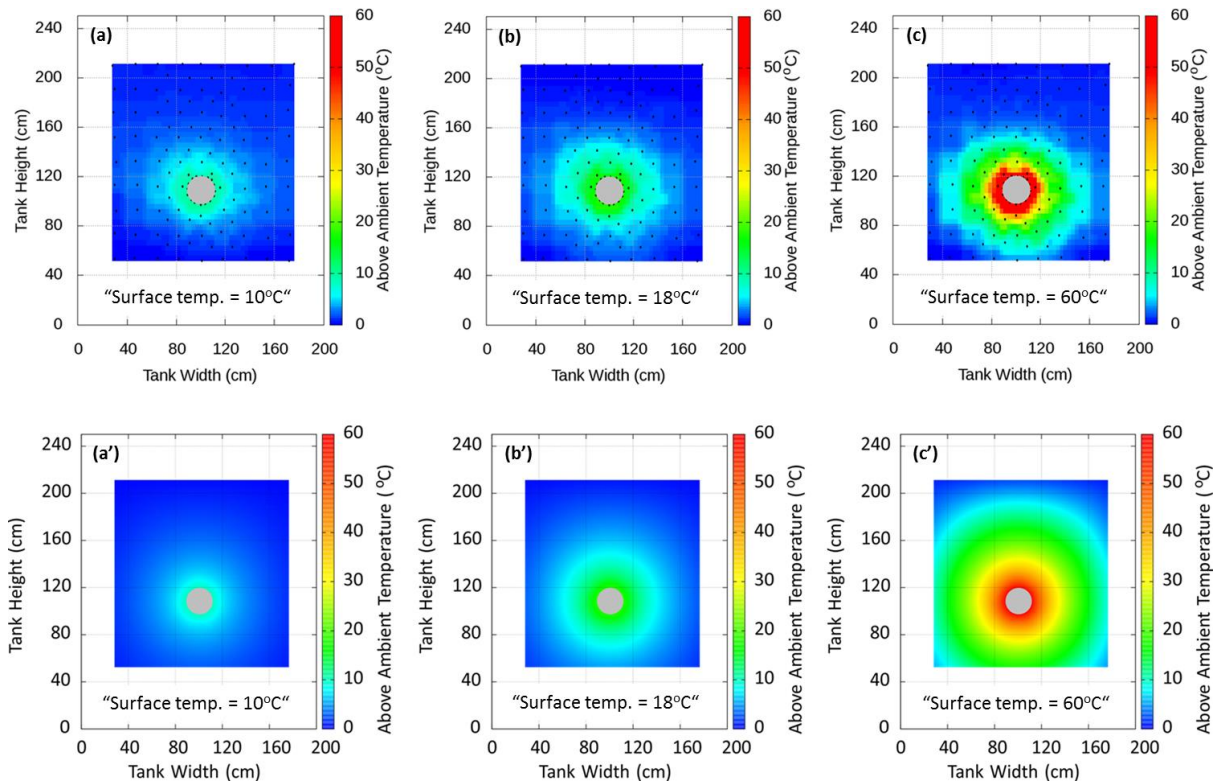 (a)
240
200
160
120
80
40
0
Tank Height (cm)
0 40 80 120 160 200
Tank Width (cm)
60
50
40
30
20
10
0
Above Ambient Temperature (°C)
“Surface temp. = 10°C“
(b)
240
200
160
120
80
40
0
Tank Height (cm)
0 40 80 120 160 200
Tank Width (cm)
60
50
40
30
20
10
0
Above Ambient Temperature (°C)
“Surface temp. = 18°C“
(c)
240
200
160
120
80
40
0
Tank Height (cm)
0 40 80 120 160 200
Tank Width (cm)
60
50
40
30
20
10
0
Above Ambient Temperature (°C)
“Surface temp. = 60°C“
(a’)
240
200
160
120
80
40
0
Tank Height (cm)
0 40 80 120 160 200
Tank Width (cm)
60
50
40
30
20
10
0
Above Ambient Temperature (°C)
“Surface temp. = 10°C“
(b’)
240
200
160
120
80
40
0
Tank Height (cm)
0 40 80 120 160 200
Tank Width (cm)
60
50
40
30
20
10
0
Above Ambient Temperature (°C)
“Surface temp. = 18°C“
(c’)
240
200
160
120
80
40
0
Tank Height (cm)
0 40 80 120 160 200
Tank Width (cm)
60
50
40
30
20
10
0
Above Ambient Temperature (°C)
“Surface temp. = 60°C“